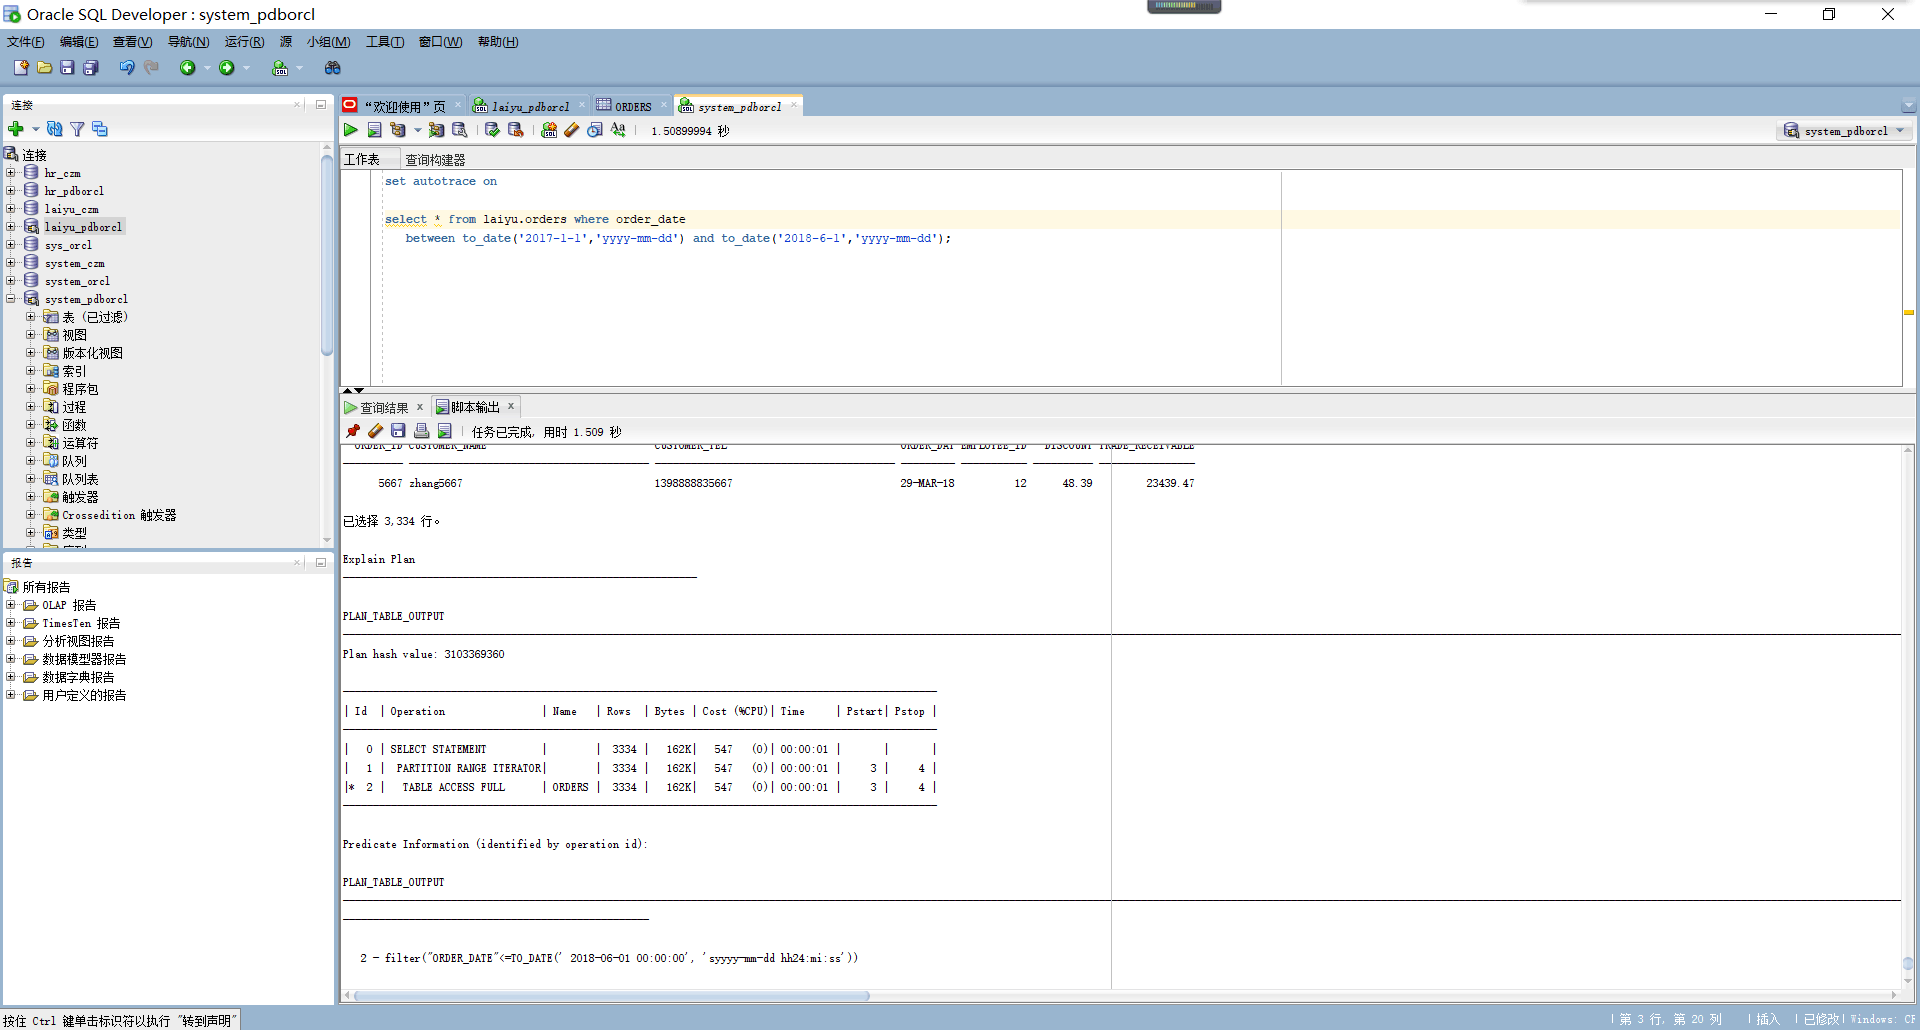 Oracle SQL Developer : system_pdborcl
文件(F) 编辑(E) 查看(V) 导航(N) 运行(R) 源 小组(M) 工具(T) 窗口(W) 帮助(H)
连接
连接
hr_czm
hr_pdborcl
laiyu_czm
laiyu_pdborcl
sys_orcl
system_czm
system_orcl
system_pdborcl
表 (已过滤)
视图
版本化视图
索引
程序包
过程
函数
运算符
队列
队列表
触发器
Crossedition 触发器
类型
报告
所有报告
OLAP 报告
TimesTen 报告
分析视图报告
数据模型器报告
数据字典报告
用户定义的报告
“欢迎使用”页 laiyu_pdborcl ORDERS system_pdborcl
1.50899994 秒
system_pdborcl
工作表 查询构建器
set autotrace on
select * from laiyu.orders where order_date
between to_date('2017-1-1','yyyy-mm-dd') and to_date('2018-6-1','yyyy-mm-dd');
查询结果 x 脚本输出 x
任务已完成, 用时 1.509 秒
ORDER_ID CUSTOMER_NAME CUSTOMER_TEL ORDER_DAT EMPLOYEE_ID DISCOUNT TRADE_RECEIVABLE
5667 zhang5667 1398888835667 29-MAR-18 12 48.39 23439.47
已选择 3,334 行。
Explain Plan
PLAN_TABLE_OUTPUT
Plan hash value: 3103369360
| Id | Operation | Name | Rows | Bytes | Cost (%CPU)| Time | Pstart| Pstop |
| 0 | SELECT STATEMENT | | 3334 | 162K| 547 (0)| 00:00:01 | | |
| 1 | PARTITION RANGE ITERATOR| | 3334 | 162K| 547 (0)| 00:00:01 | 3 | 4 |
|* 2 | TABLE ACCESS FULL | ORDERS | 3334 | 162K| 547 (0)| 00:00:01 | 3 | 4 |
Predicate Information (identified by operation id):
PLAN_TABLE_OUTPUT
2 - filter("ORDER_DATE"<=TO_DATE(' 2018-06-01 00:00:00', 'syyyy-mm-dd hh24:mi:ss'))
按住 Ctrl 键单击标识符以执行 "转到声明"
| 第 3 行, 第 20 列 | 插入 | 已修改| Windows: CF